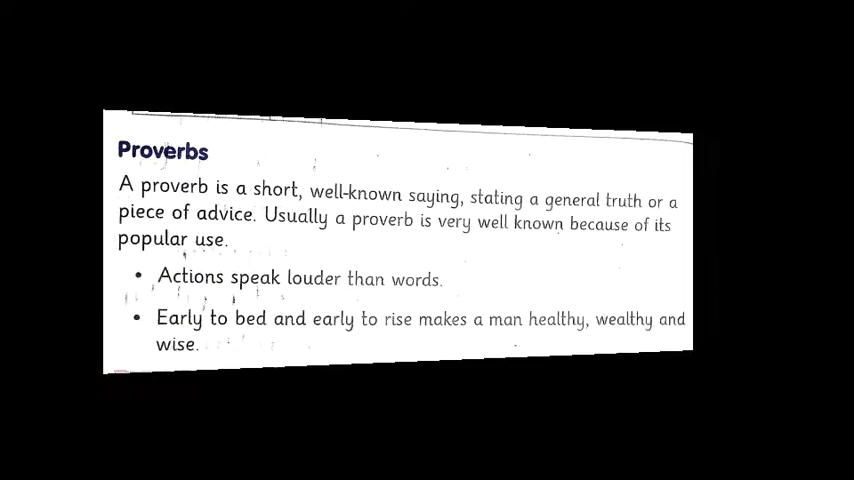 Proverbs
A proverb is a short, well-known saying, stating a general truth or a
piece of advice. Usually a proverb is very well known because of its
popular use.
• Actions speak louder than words.
• Early to bed and early to rise makes a man healthy, wealthy and
wise.